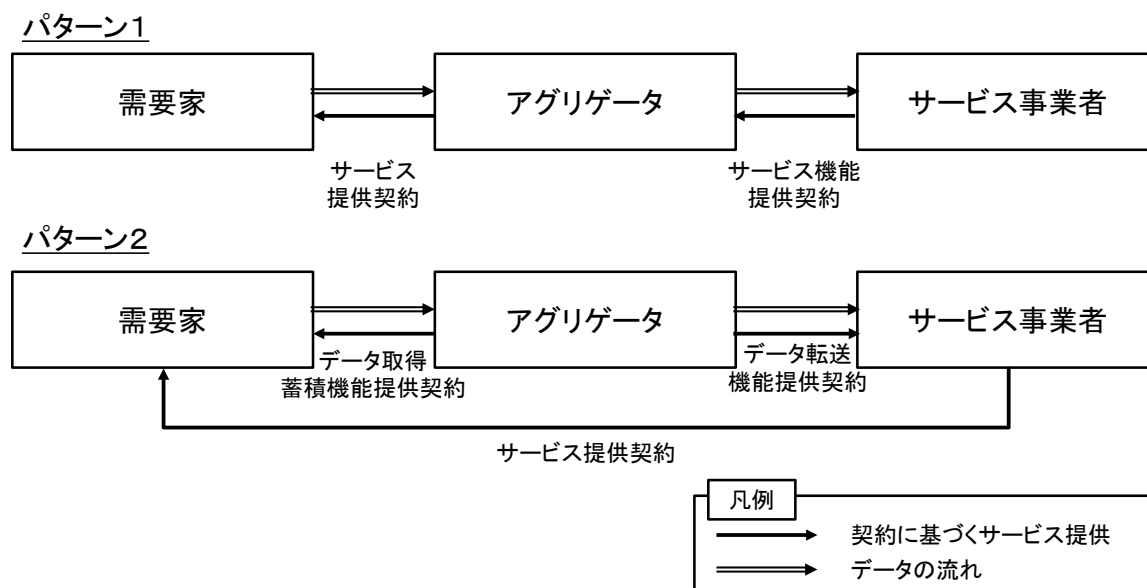 パターン１
需要家
アグリゲータ
サービス事業者
サービス
提供契約
サービス機能
提供契約
パターン２
需要家
アグリゲータ
サービス事業者
データ取得
蓄積機能提供契約
データ転送
機能提供契約
サービス提供契約
凡例
契約に基づくサービス提供
データの流れ